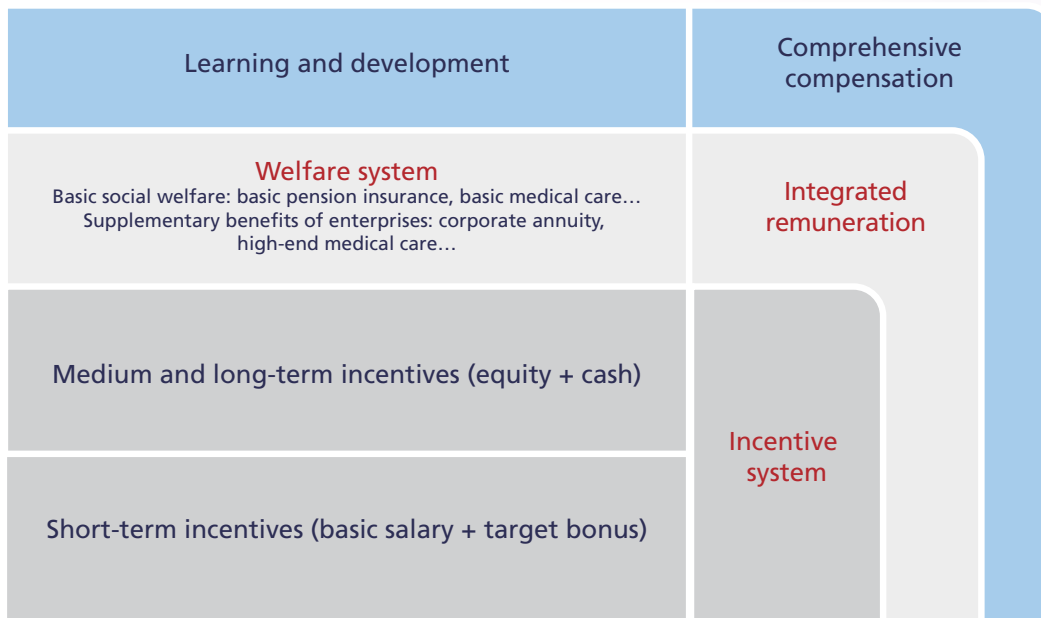 Learning and development
Comprehensive
compensation
Welfare system
Basic social welfare: basic pension insurance, basic medical care…
Supplementary benefits of enterprises: corporate annuity,
high-end medical care…
Integrated
remuneration
Medium and long-term incentives (equity + cash)
Incentive
system
Short-term incentives (basic salary + target bonus)